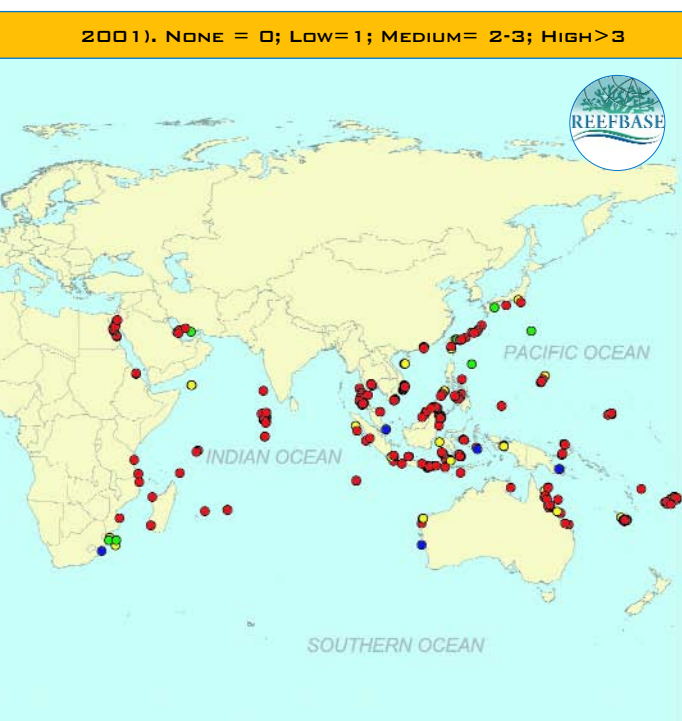 2001). None = 0; Low=1; Medium= 2-3; High>3
REEFBASE
PACIFIC OCEAN
INDIAN OCEAN
SOUTHERN OCEAN